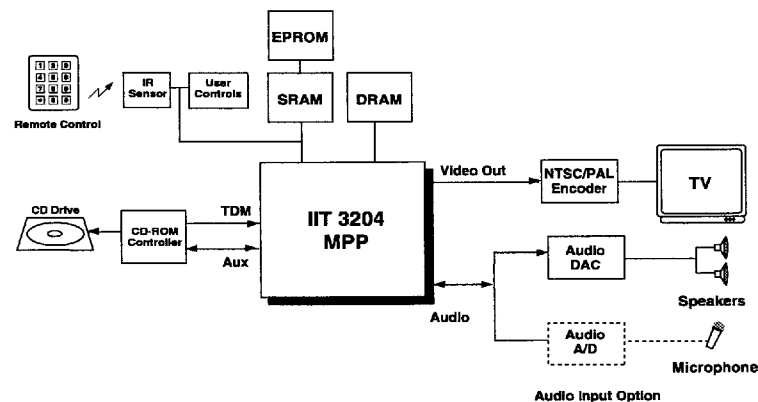 EPROM
IR
Sensor
User
Controls
SRAM
DRAM
Remote Control
Video Out
NTSC/PAL
Encoder
TV
CD Drive
CD-ROM
Controller
TDM
Aux
IIT 3204
MPP
Audio
DAC
Speakers
Audio
Audio
A/D
Microphone
Audio Input Option